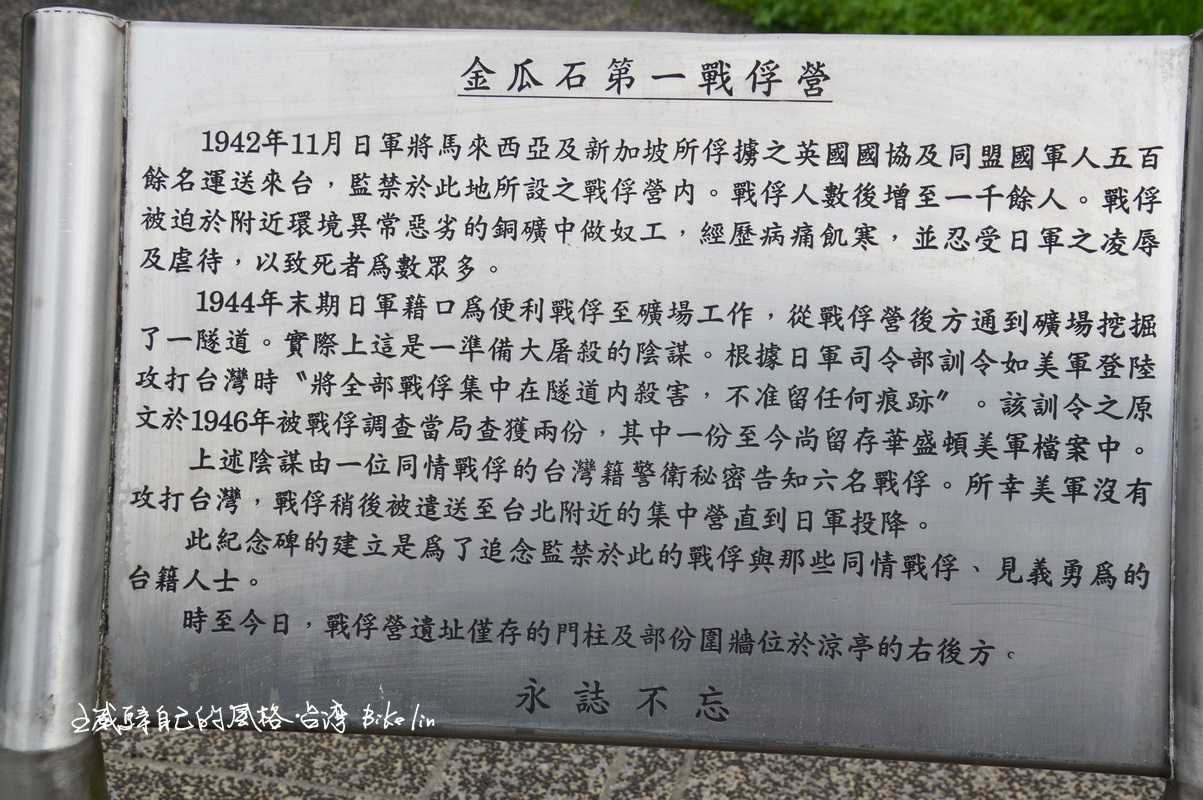 金瓜石第一戰俘營
1942年11月日軍將馬來西亞及新加坡所俘擄之英國國協及同盟國軍人五百
餘名運送來台，監禁於此地所設之戰俘營內。戰俘人數後增至一千餘人。戰俘
被迫於附近環境異常惡劣的銅礦中做奴工，經歷病痛飢寒，並忍受日軍之凌辱
及虐待，以致死者爲數眾多。
1944年末期日軍藉口爲便利戰俘至礦場工作，從戰俘營後方通到礦場挖掘
了一隧道。實際上這是一準備大屠殺的陰謀。根據日軍司令部訓令如美軍登陸
攻打台灣時〝將全部戰俘集中在隧道內殺害，不准留任何痕跡〞。該訓令之原
文於1946年被戰俘調查當局查獲兩份，其中一份至今尚留存華盛頓美軍檔案中。
上述陰謀由一位同情戰俘的台灣籍警衛秘密告知六名戰俘。所幸美軍沒有
攻打台灣，戰俘稍後被遣送至台北附近的集中營直到日軍投降。
此紀念碑的建立是爲了追念監禁於此的戰俘與那些同情戰俘、見義勇爲的
台籍人士。
時至今日，戰俘營遺址僅存的門柱及部份圍牆位於涼亭的右後方。
永誌不忘
自己的風格.台湾 Bike lin